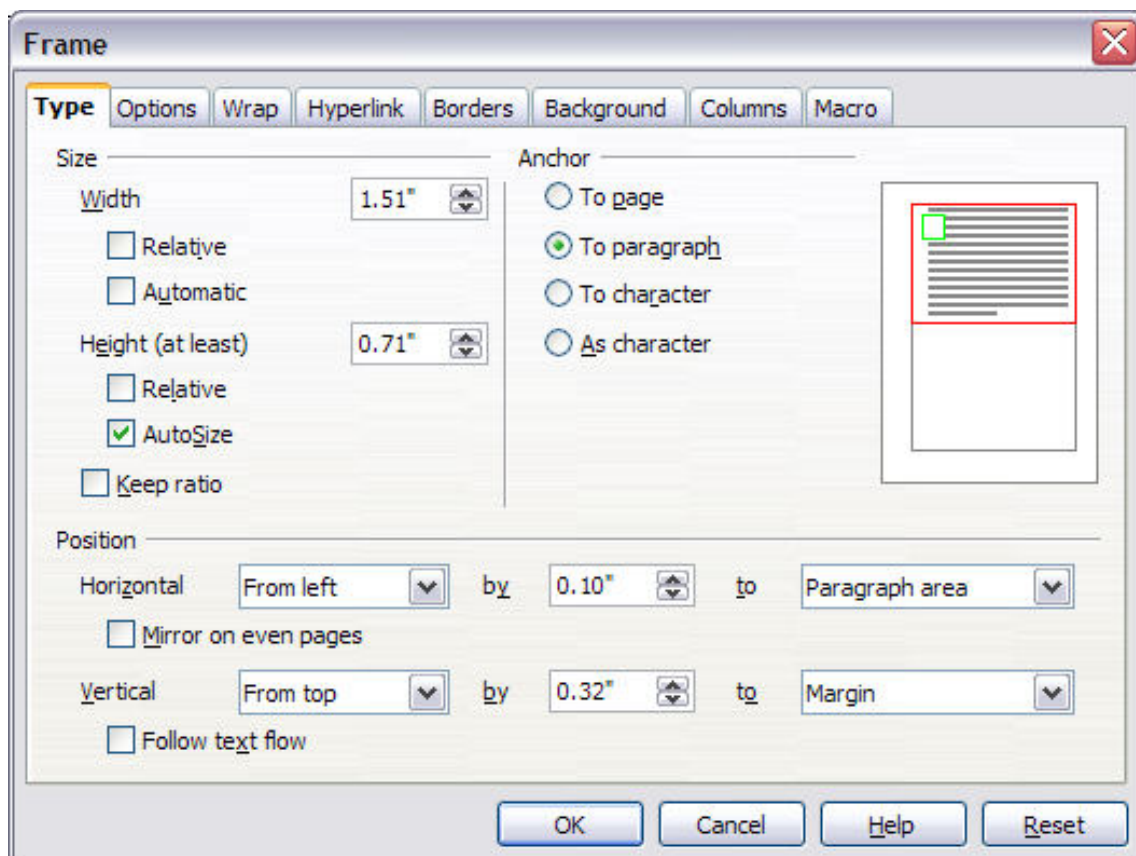 Frame
Type Options Wrap Hyperlink Borders Background Columns Macro
Size Anchor
Width 1.51" To page
Relative To paragraph
Automatic To character
Height (at least) 0.71" As character
Relative
AutoSize
Keep ratio
Position
Horizontal From left by 0.10" to Paragraph area
Mirror on even pages
Vertical From top by 0.32" to Margin
Follow text flow
OK Cancel Help Reset